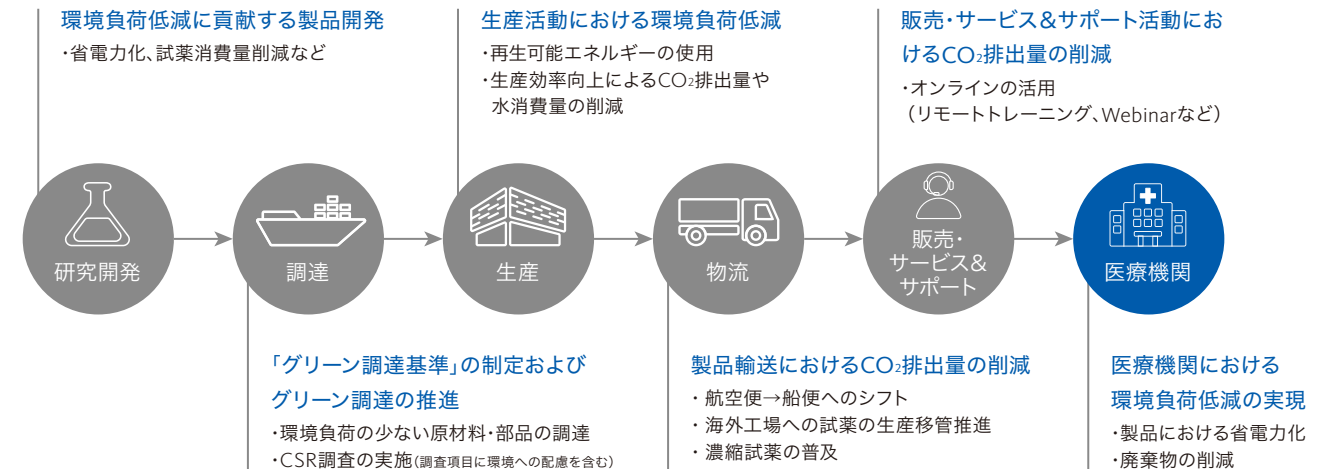 環境負荷低減に貢献する製品開発
・省電力化、試薬消費量削減など
生産活動における環境負荷低減
・再生可能エネルギーの使用
・生産効率向上によるCO₂排出量や
水消費量の削減
販売・サービス&サポート活動にお
けるCO₂排出量の削減
・オンラインの活用
（リモートトレーニング、Webinarなど）
研究開発
調達
生産
物流
販売・
サービス&
サポート
医療機関
「グリーン調達基準」の制定および
グリーン調達の推進
・環境負荷の少ない原材料・部品の調達
・CSR調査の実施(調査項目に環境への配慮を含む)
製品輸送におけるCO₂排出量の削減
・航空便→船便へのシフト
・海外工場への試薬の生産移管推進
・濃縮試薬の普及
医療機関における
環境負荷低減の実現
・製品における省電力化
・廃棄物の削減